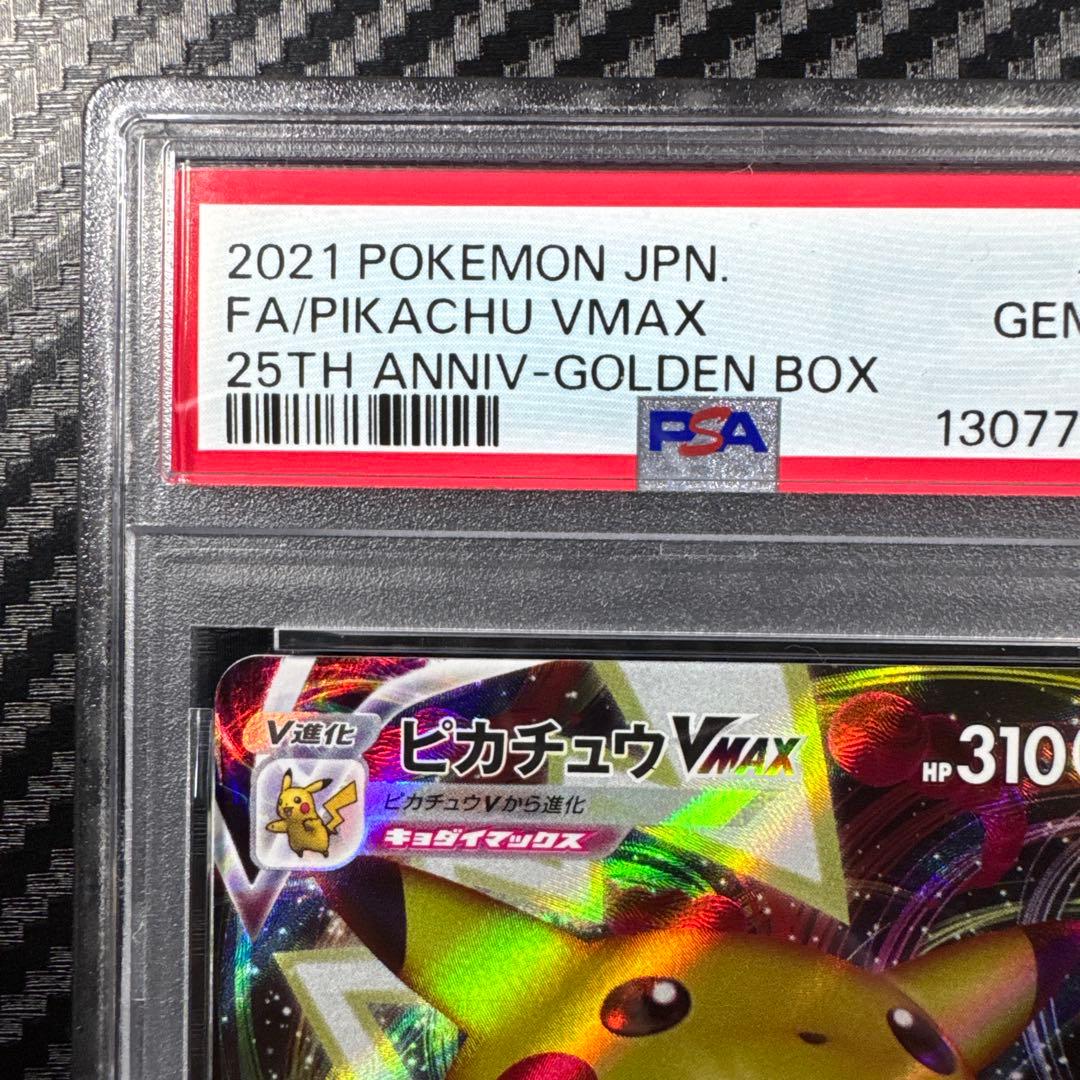 2021 POKEMON JPN.
FA/PIKACHU VMAX
GEM
25TH ANNIV-GOLDEN BOX
PSA
13077
V進化
ピカチュウVMAX
HP 310
ピカチュウVから進化
キョダイマックス